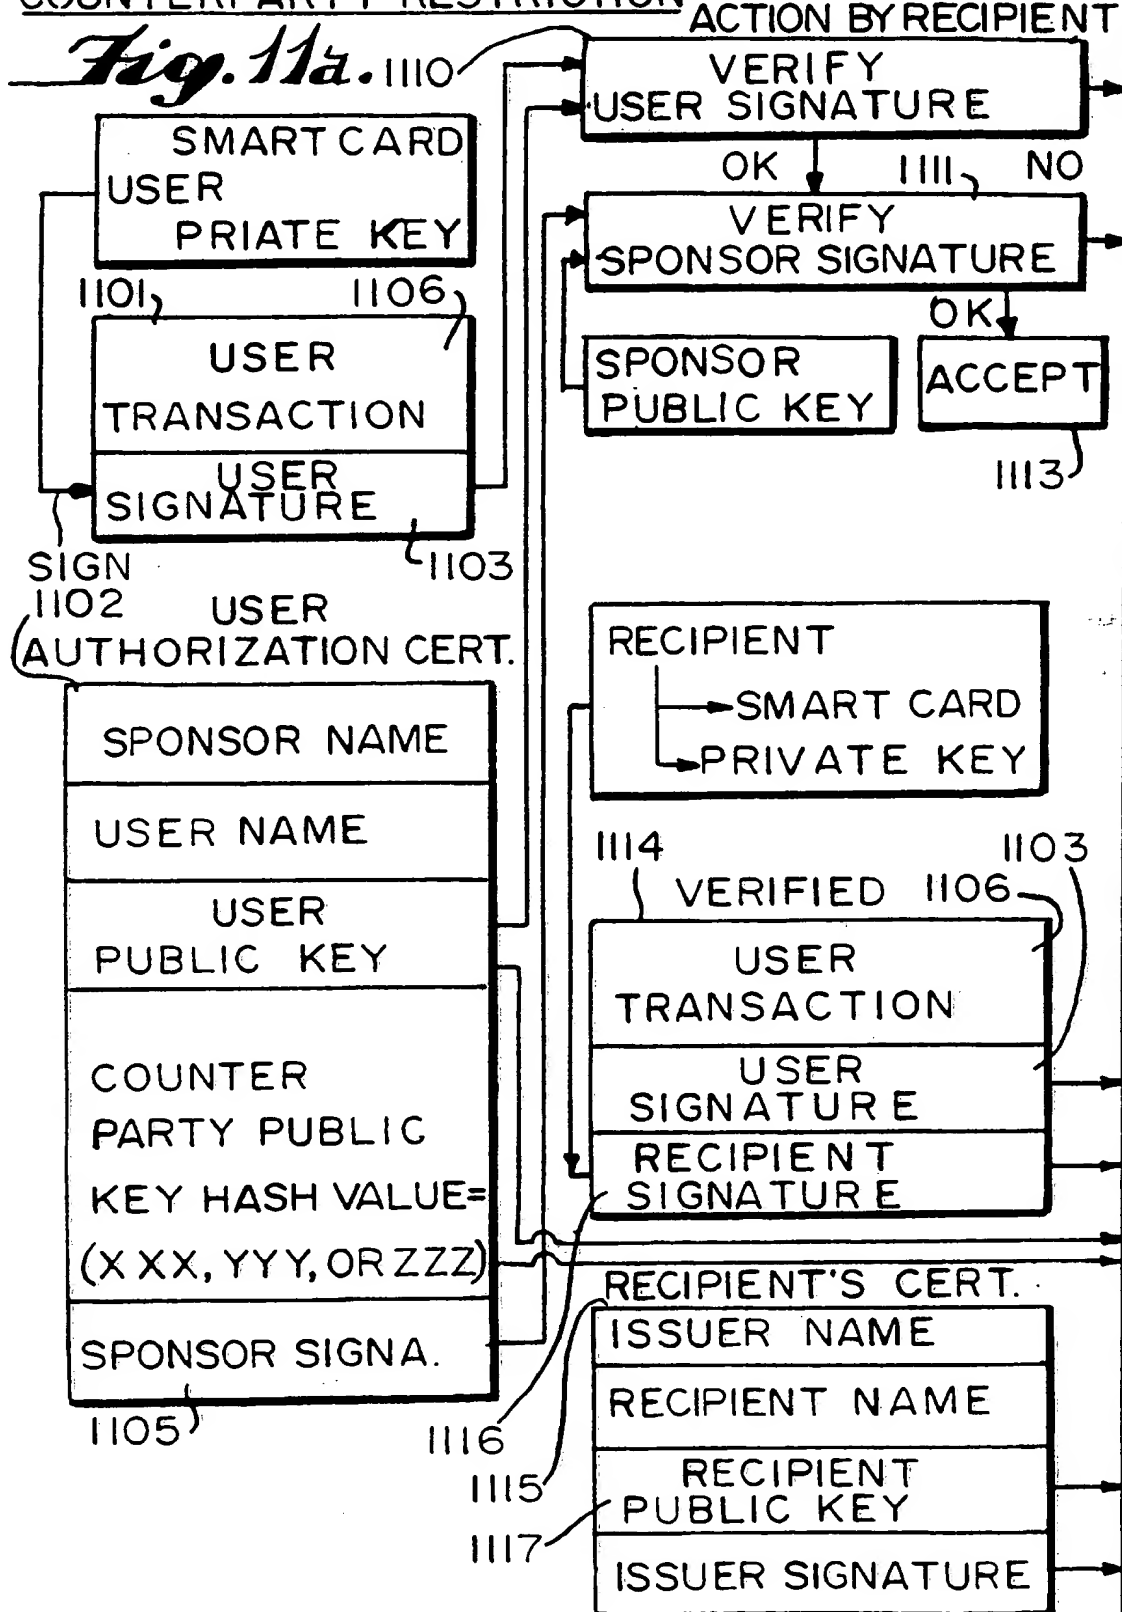 COUNTERPARTY RESTRICTION
ACTION BY RECIPIENT
Fig. 11a.
1110
VERIFY
USER SIGNATURE
SMART CARD
USER
PRIATE KEY
OK
1111
NO
VERIFY
SPONSOR SIGNATURE
1101
1106
OK
USER
TRANSACTION
SPONSOR
PUBLIC KEY
ACCEPT
1113
USER
SIGNATURE
SIGN
1103
1102
USER
AUTHORIZATION CERT.
SPONSOR NAME
USER NAME
USER
PUBLIC KEY
COUNTER
PARTY PUBLIC
KEY HASH VALUE=
(XXX, YYY, OR ZZZ)
SPONSOR SIGNA.
1105
RECIPIENT
SMART CARD
PRIVATE KEY
1114
1103
VERIFIED
1106
USER
TRANSACTION
USER
SIGNATURE
RECIPIENT
SIGNATURE
RECIPIENT'S CERT.
ISSUER NAME
RECIPIENT NAME
1116
1115
RECIPIENT
PUBLIC KEY
1117
ISSUER SIGNATURE